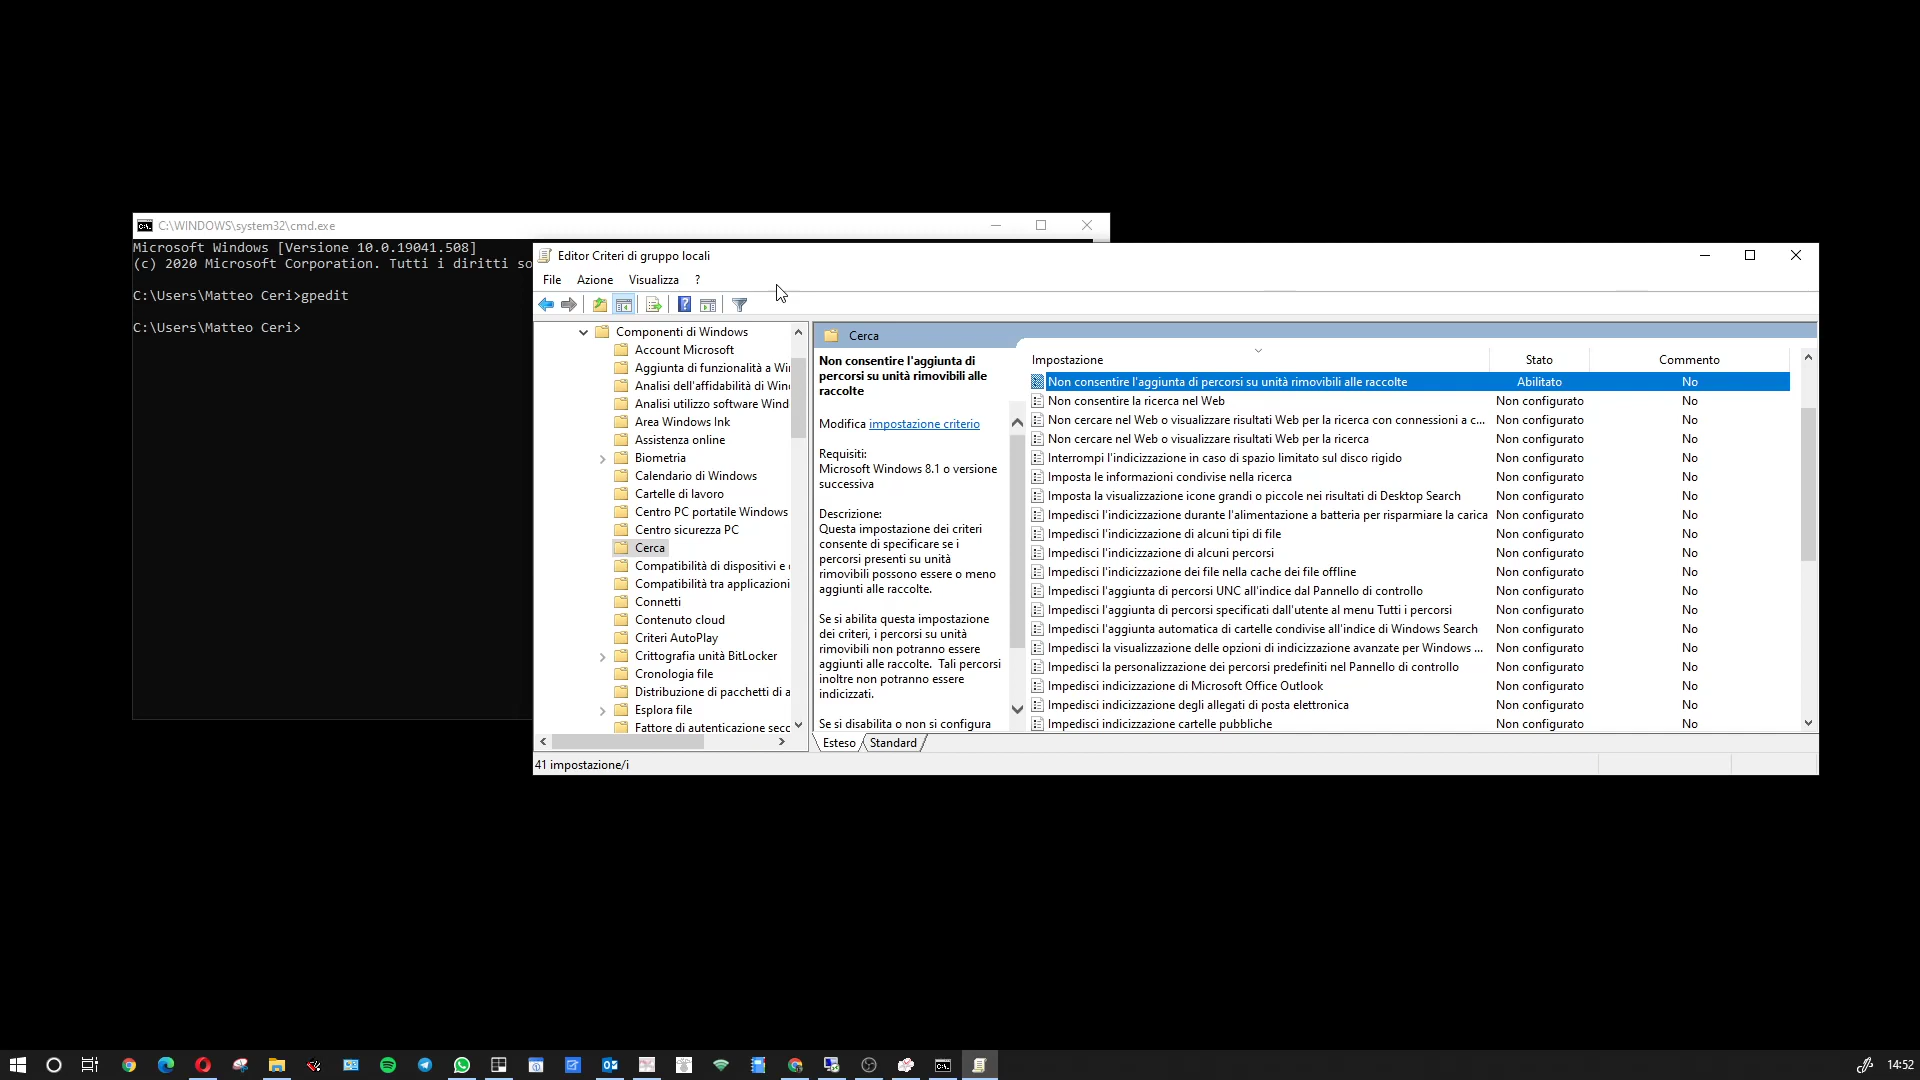 C:\WINDOWS\system32\cmd.exe
Microsoft Windows [Versione 10.0.19041.508]
(c) 2020 Microsoft Corporation. Tutti i diritti so
C:\Users\Matteo Ceri>gpedit
C:\Users\Matteo Ceri>
Editor Criteri di gruppo locali
File Azione Visualizza ?
Componenti di Windows
Account Microsoft
Aggiunta di funzionalità a Wi
Analisi dell'affidabilità di Wind
Analisi utilizzo software Wind
Area Windows Ink
Assistenza online
Biometria
Calendario di Windows
Cartelle di lavoro
Centro PC portatile Windows
Centro sicurezza PC
Cerca
Compatibilità di dispositivi e
Compatibilità tra applicazioni
Connetti
Contenuto cloud
Criteri AutoPlay
Crittografia unità BitLocker
Cronologia file
Distribuzione di pacchetti di a
Esplora file
Fattore di autenticazione seco
Cerca
Non consentire l'aggiunta di
percorsi su unità rimovibili alle
raccolte
Modifica impostazione criterio
Requisiti:
Microsoft Windows 8.1 o versione
successiva
Descrizione:
Questa impostazione dei criteri
consente di specificare se i
percorsi presenti su unità
rimovibili possono essere o meno
aggiunti alle raccolte.
Se si abilita questa impostazione
dei criteri, i percorsi su unità
rimovibili non potranno essere
aggiunti alle raccolte. Tali percorsi
inoltre non potranno essere
indicizzati.
Se si disabilita o non si configura
Impostazione Stato Commento
Non consentire l'aggiunta di percorsi su unità rimovibili alle raccolte Abilitato No
Non consentire la ricerca nel Web Non configurato No
Non cercare nel Web o visualizzare risultati Web per la ricerca con connessioni a c... Non configurato No
Non cercare nel Web o visualizzare risultati Web per la ricerca Non configurato No
Interrompi l'indicizzazione in caso di spazio limitato sul disco rigido Non configurato No
Imposta le informazioni condivise nella ricerca Non configurato No
Imposta la visualizzazione icone grandi o piccole nei risultati di Desktop Search Non configurato No
Impedisci l'indicizzazione durante l'alimentazione a batteria per risparmiare la carica Non configurato No
Impedisci l'indicizzazione di alcuni tipi di file Non configurato No
Impedisci l'indicizzazione di alcuni percorsi Non configurato No
Impedisci l'indicizzazione dei file nella cache dei file offline Non configurato No
Impedisci l'aggiunta di percorsi UNC all'indice dal Pannello di controllo Non configurato No
Impedisci l'aggiunta di percorsi specificati dall'utente al menu Tutti i percorsi Non configurato No
Impedisci l'aggiunta automatica di cartelle condivise all'indice di Windows Search Non configurato No
Impedisci la visualizzazione delle opzioni di indicizzazione avanzate per Windows ... Non configurato No
Impedisci la personalizzazione dei percorsi predefiniti nel Pannello di controllo Non configurato No
Impedisci indicizzazione di Microsoft Office Outlook Non configurato No
Impedisci indicizzazione degli allegati di posta elettronica Non configurato No
Impedisci indicizzazione cartelle pubbliche Non configurato No
Esteso Standard
41 impostazione/i
14:52